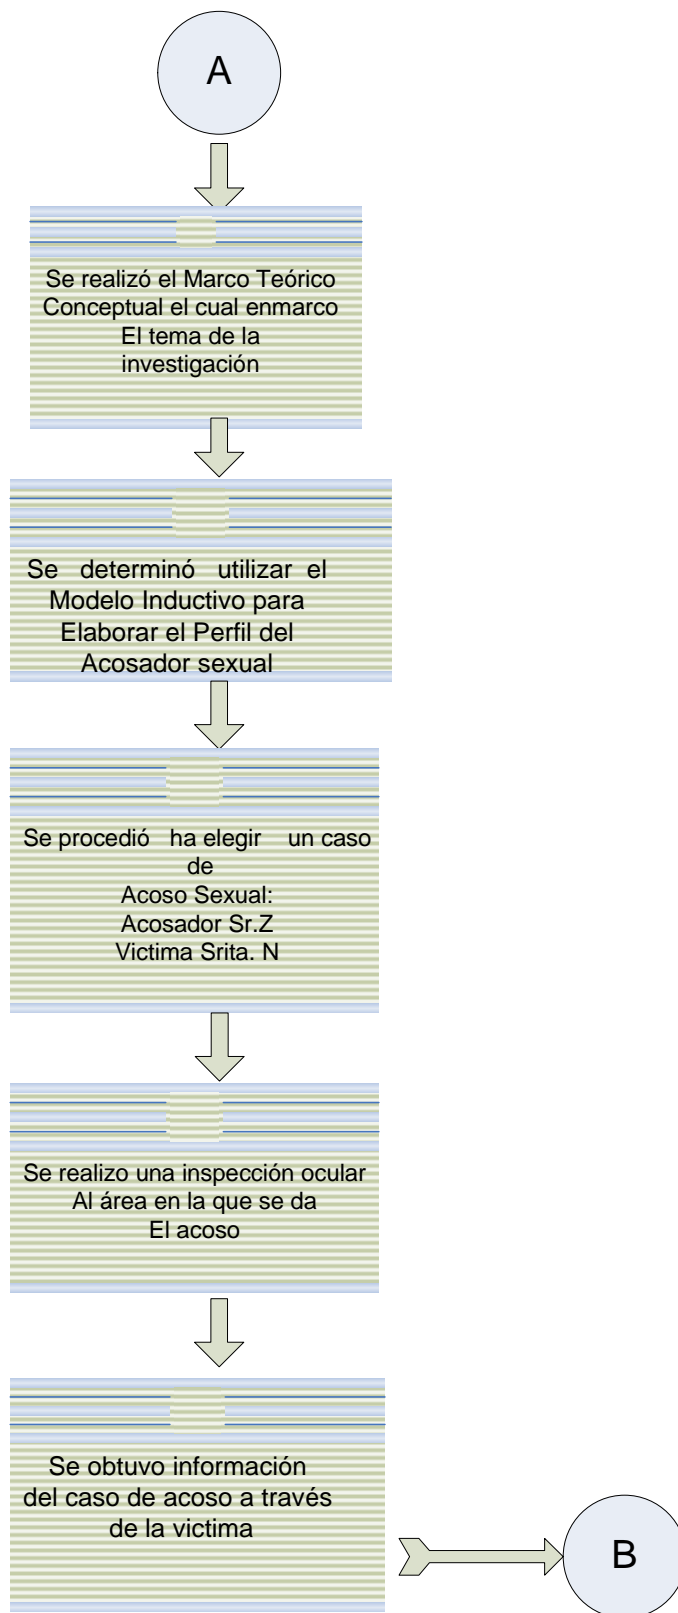 A
Se realizó el Marco Teórico
Conceptual el cual enmarco
El tema de la
investigación
Se determinó utilizar el
Modelo Inductivo para
Elaborar el Perfil del
Acosador sexual
Se procedió ha elegir un caso
de
Acoso Sexual:
Acosador Sr.Z
Victima Srita. N
Se realizo una inspección ocular
Al área en la que se da
El acoso
Se obtuvo información
del caso de acoso a través
de la victima
B